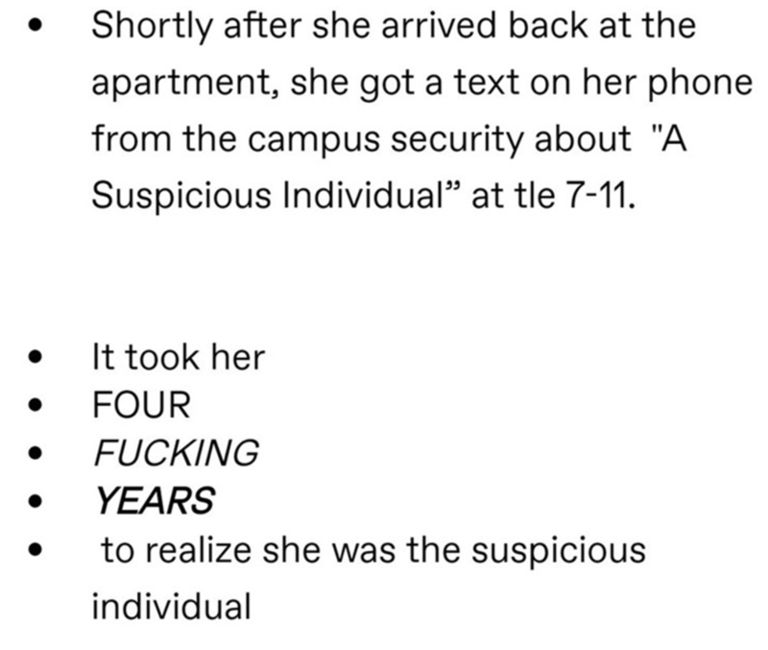 • Shortly after she arrived back at the
apartment, she got a text on her phone
from the campus security about "A
Suspicious Individual” at tle 7-11.
• It took her
• FOUR
• FUCKING
• YEARS
• to realize she was the suspicious
individual